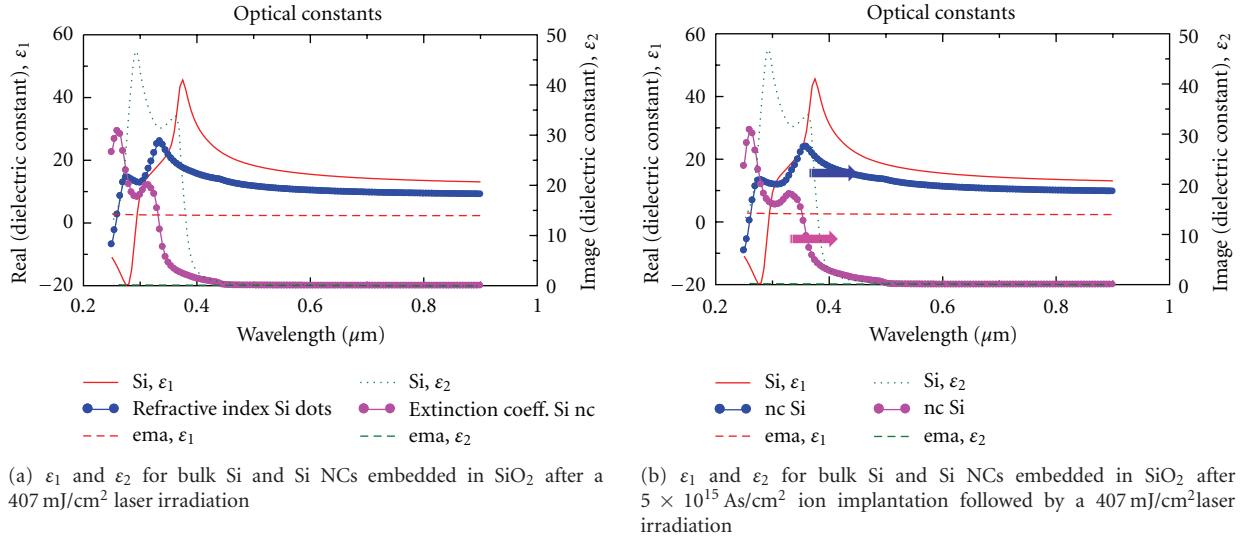 Optical constants
60
40
20
0
−20
50
40
30
20
10
0
0.2
0.4
0.6
0.8
1
Real (dielectric constant), ε1
Image (dielectric constant), ε2
Wavelength (μm)
Si, ε1
Si, ε2
Refractive index Si dots
Extinction coeff. Si nc
ema, ε1
ema, ε2
(a) ε1 and ε2 for bulk Si and Si NCs embedded in SiO2 after a
407 mJ/cm2 laser irradiation
Optical constants
60
40
20
0
−20
50
40
30
20
10
0
0.2
0.4
0.6
0.8
1
Real (dielectric constant), ε1
Image (dielectric constant), ε2
Wavelength (μm)
Si, ε1
Si, ε2
nc Si
nc Si
ema, ε1
ema, ε2
(b) ε1 and ε2 for bulk Si and Si NCs embedded in SiO2 after
5 × 10^15 As/cm2 ion implantation followed by a 407 mJ/cm2laser
irradiation